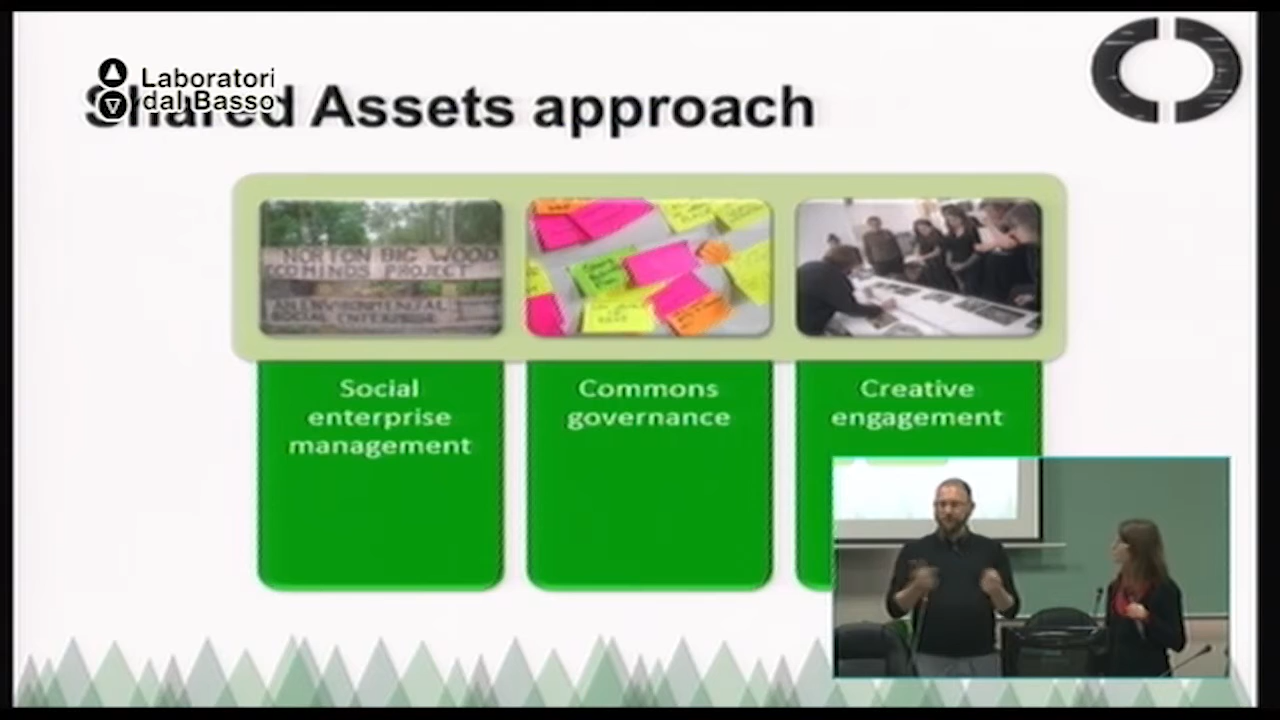 Laboratori
dal Basso
Shared Assets approach
NORTON BIG WOOD
ECOMINDS PROJECT
AN ENVIRONMENTAL
SOCIAL ENTERPRISE
Social
enterprise
management
Commons
governance
Creative
engagement